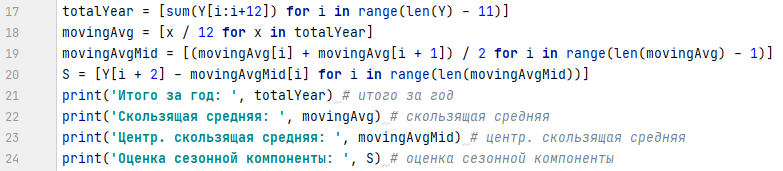 17 totalYear = [sum(Y[i:i+12]) for i in range(len(Y) - 11)]
18 movingAvg = [x / 12 for x in totalYear]
19 movingAvgMid = [(movingAvg[i] + movingAvg[i + 1]) / 2 for i in range(len(movingAvg) - 1)]
20 S = [Y[i + 2] - movingAvgMid[i] for i in range(len(movingAvgMid))]
21 print('Итого за год: ', totalYear) # итого за год
22 print('Скользящая средняя: ', movingAvg) # скользящая средняя
23 print('Центр. скользящая средняя: ', movingAvgMid) # центр. скользящая средняя
24 print('Оценка сезонной компоненты: ', S) # оценка сезонной компоненты